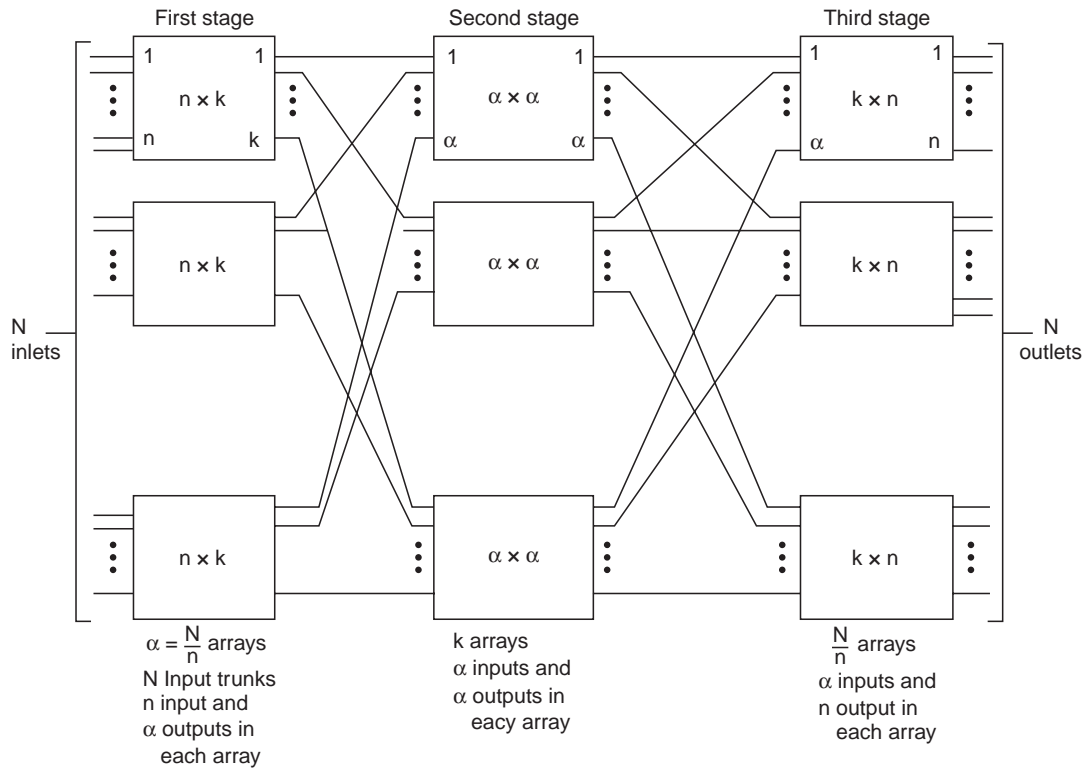 First stage Second stage Third stage
1 1 1 1 1 1
n × k α × α k × n
n k α α α n
n × k α × α k × n
N
inlets
N
outlets
n × k α × α k × n
α = N/n arrays
N Input trunks
n input and
α outputs in
each array
k arrays
α inputs and
α outputs in
eacy array
N/n arrays
α inputs and
n output in
each array